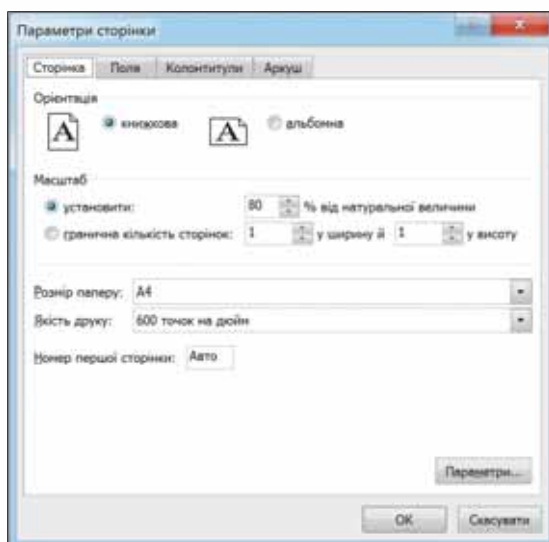 Параметри сторінки
Сторінка Поля Колонтитули Аркуш
Орієнтація
A книжкова A альбомна
Масштаб
установити: 80 % від натуральної величини
гранична кількість сторінок: 1 у ширину й 1 у висоту
Розмір паперу: A4
Якість друку: 600 точок на дюйм
Номер першої сторінки: Авто
Параметри...
OK Скасувати